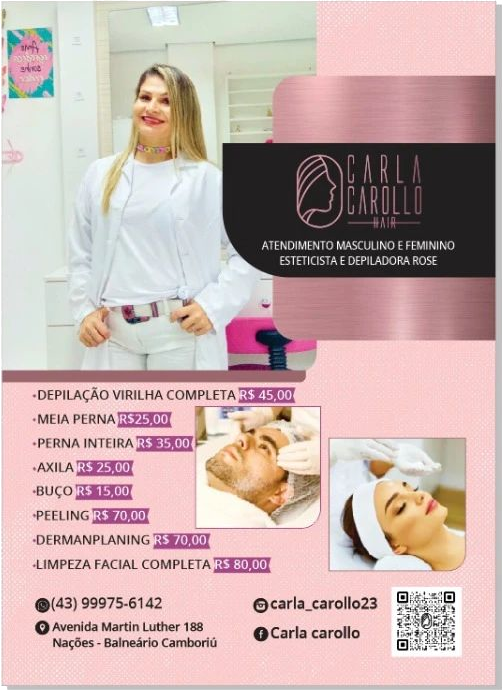 CARLA
CAROLLO
HAIR
ATENDIMENTO MASCULINO E FEMININO
ESTETICISTA E DEPILADORA ROSE
•DEPILAÇÃO VIRILHA COMPLETA R$ 45,00
•MEIA PERNA R$25,00
•PERNA INTEIRA R$ 35,00
•AXILA R$ 25,00
•BUÇO R$ 15,00
•PEELING R$ 70,00
•DERMANPLANING R$ 70,00
•LIMPEZA FACIAL COMPLETA R$ 80,00
(43) 99975-6142
carla_carollo23
Avenida Martin Luther 188
Nações - Balneário Camboriú
Carla carollo